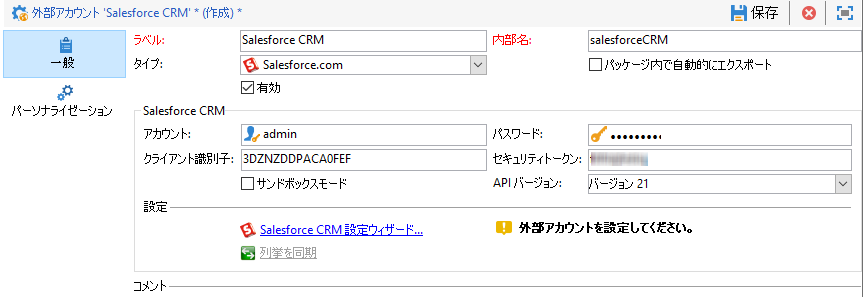 外部アカウント 'Salesforce CRM' * (作成) *
保存
一般
パーソナライゼーション
ラベル: Salesforce CRM 内部名: salesforceCRM
タイプ: Salesforce.com パッケージ内で自動的にエクスポート
有効
Salesforce CRM
アカウント: admin パスワード: •••••••••
クライアント識別子: 3DZNZDDPACA0FEF セキュリティトークン:
サンドボックスモード API バージョン: バージョン 21
設定
Salesforce CRM 設定ウィザード... 外部アカウントを設定してください。
列挙を同期
コメント